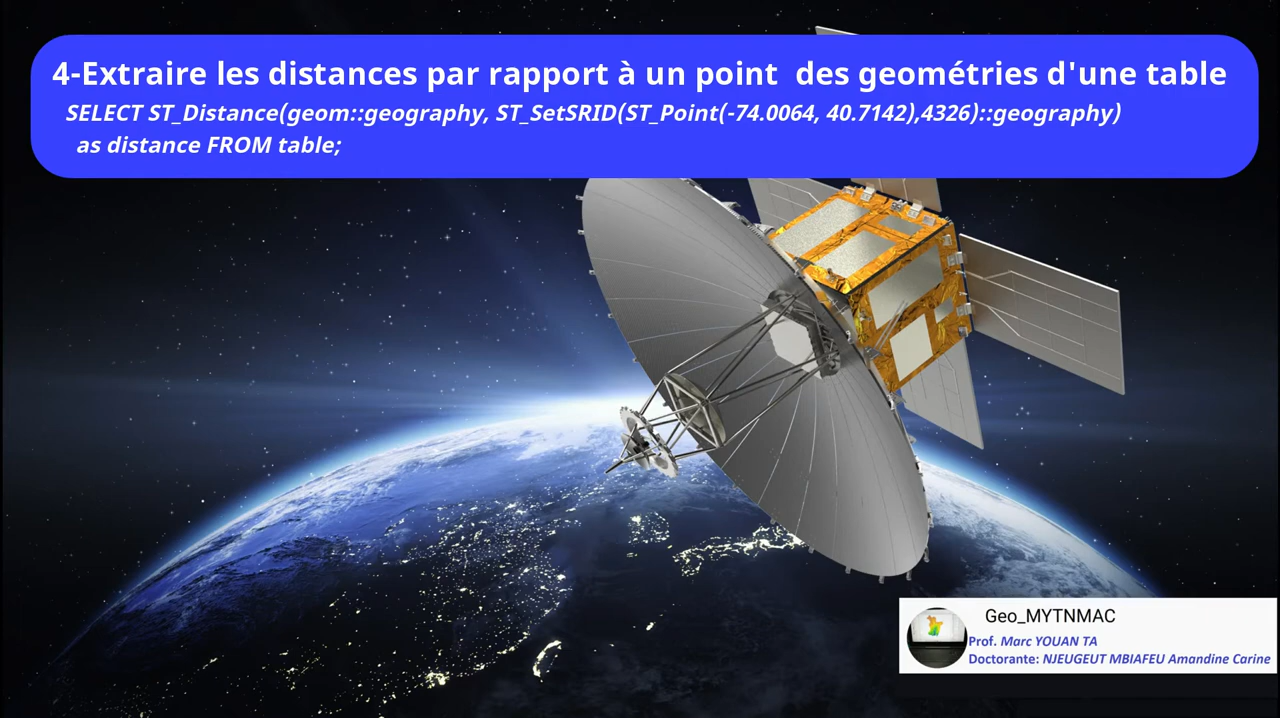 4-Extraire les distances par rapport à un point  des geométries d'une table
SELECT ST_Distance(geom::geography, ST_SetSRID(ST_Point(-74.0064, 40.7142),4326)::geography)
as distance FROM table;
Geo_MYTNMAC
Prof. Marc YOUAN TA
Doctorante: NJEUGEUT MBIAFEU Amandine Carine